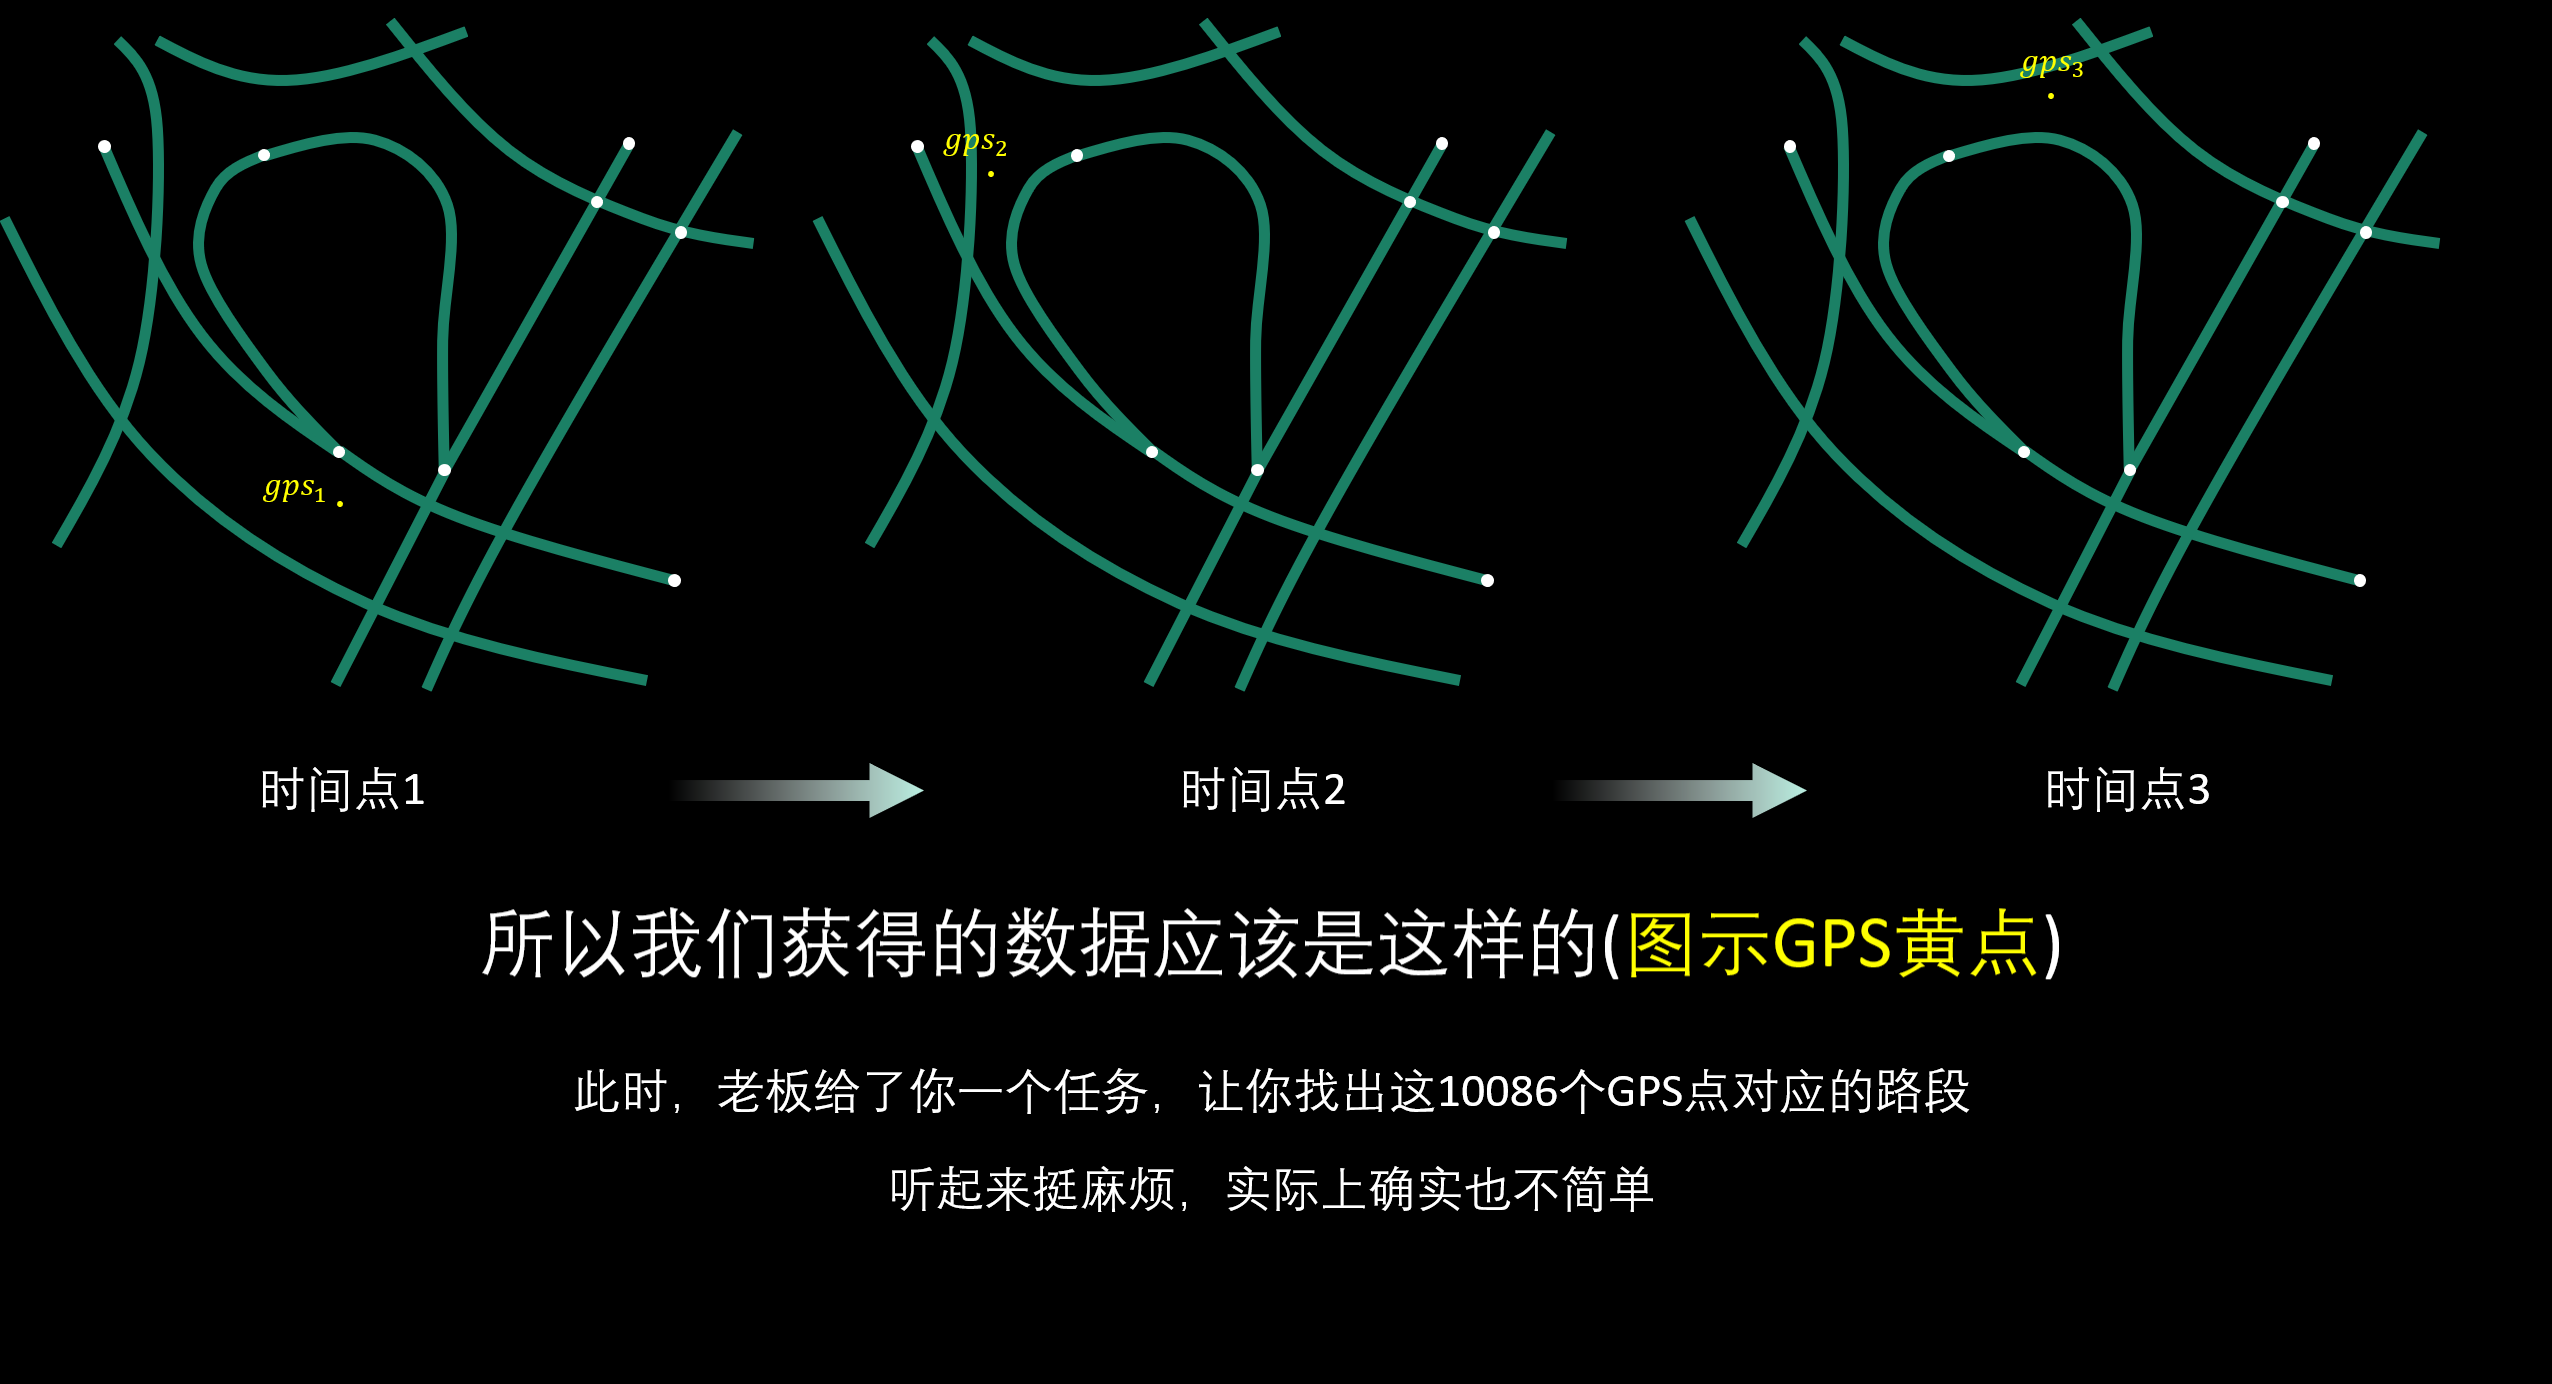 gps₃
gps₂
gps₁
时间点1
时间点2
时间点3
所以我们获得的数据应该是这样的(图示GPS黄点)
此时，老板给了你一个任务，让你找出这10086个GPS点对应的路段
听起来挺麻烦，实际上确实也不简单